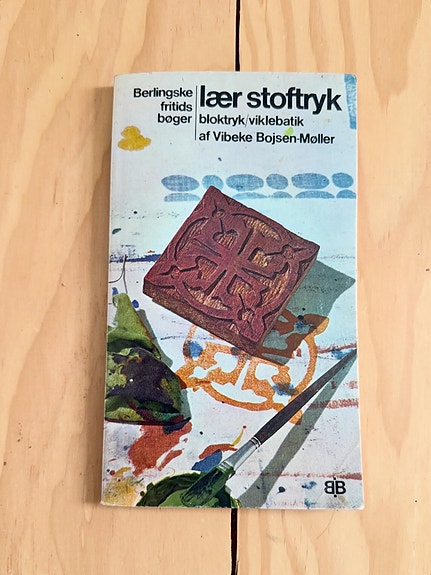 Berlingske
fritids
bøger
lær stoftryk
bloktryk/viklebatik
af Vibeke Bojsen-Møller
BB